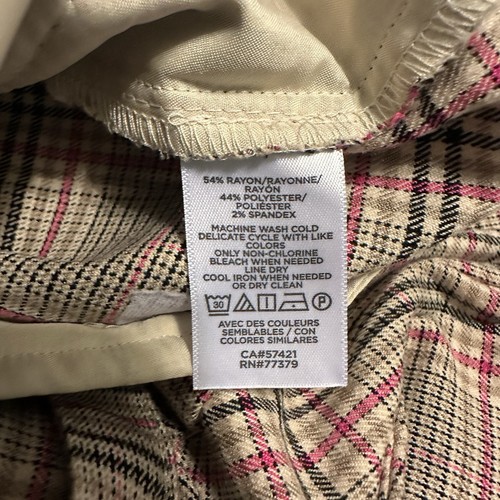 54% RAYON/RAYONNE/
RAYÓN
44% POLYESTER/
POLIÉSTER
2% SPANDEX
MACHINE WASH COLD
DELICATE CYCLE WITH LIKE
COLORS
ONLY NON-CHLORINE
BLEACH WHEN NEEDED
LINE DRY
COOL IRON WHEN NEEDED
OR DRY CLEAN
30 P
AVEC DES COULEURS
SEMBLABLES / CON
COLORES SIMILARES
CA#57421
RN#77379